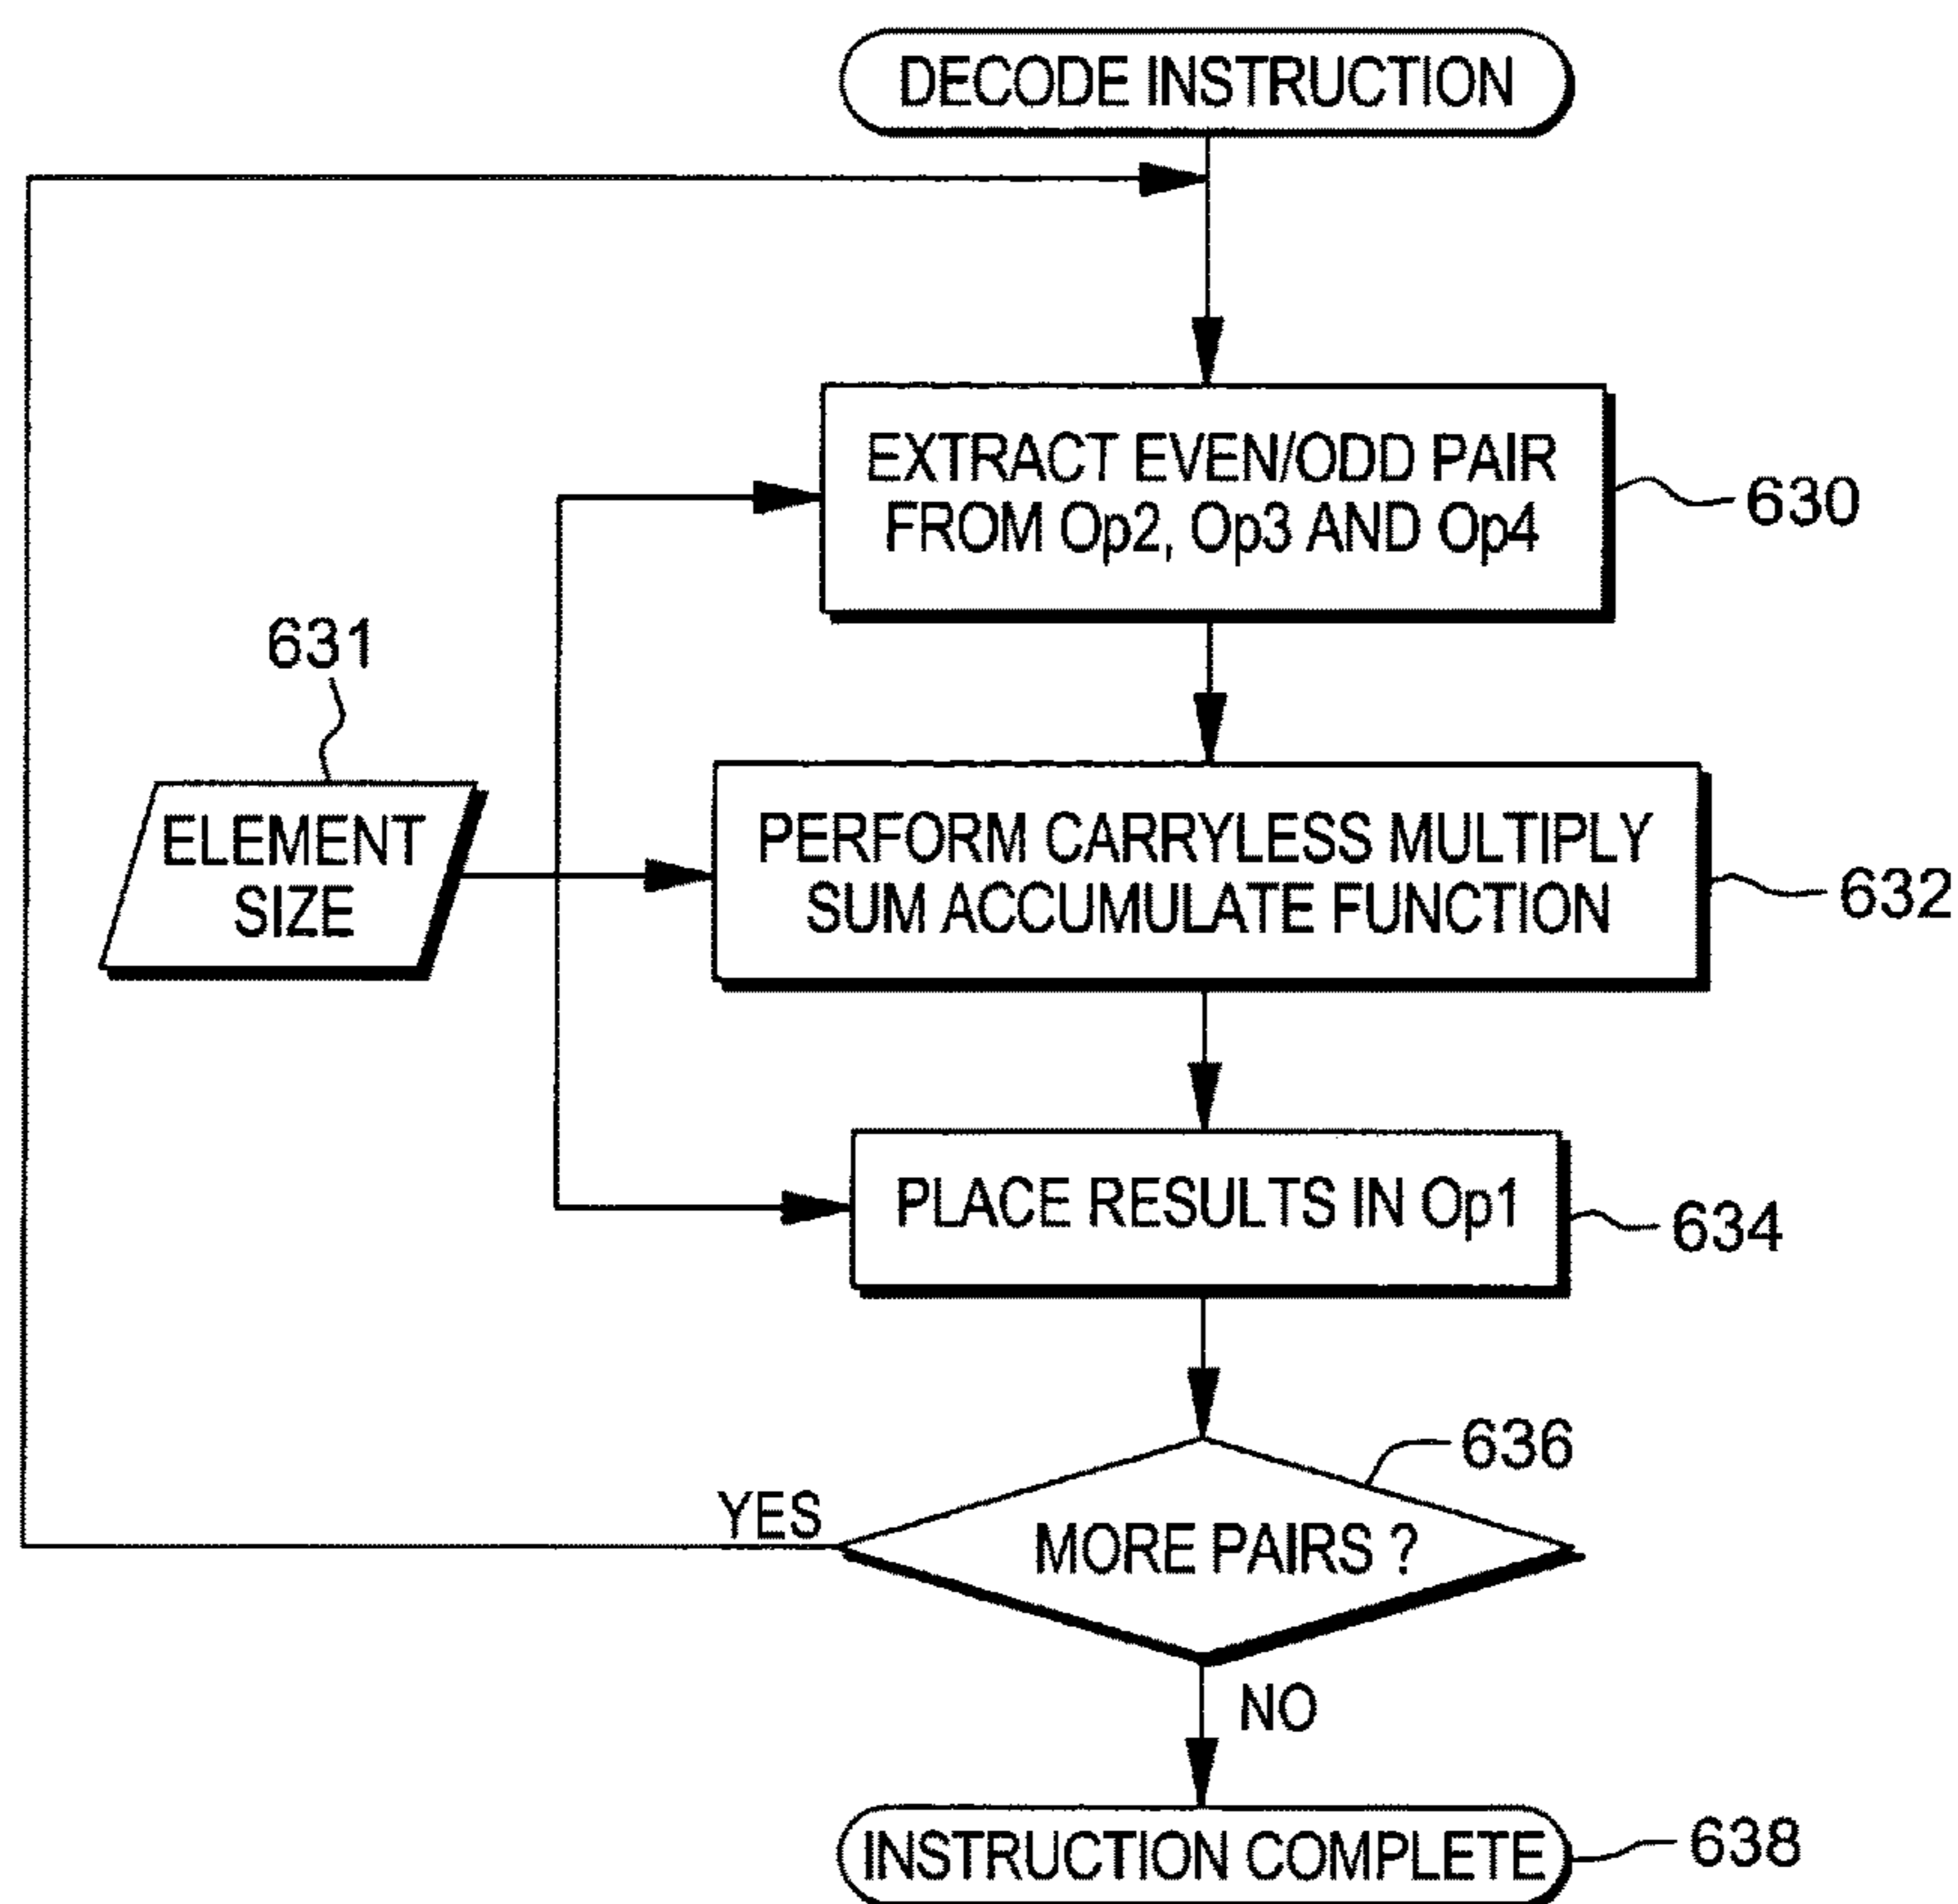 DECODE INSTRUCTION
EXTRACT EVEN/ODD PAIR
FROM Op2, Op3 AND Op4
630
631
ELEMENT
SIZE
PERFORM CARRYLESS MULTIPLY
SUM ACCUMULATE FUNCTION
632
PLACE RESULTS IN Op1
634
636
YES
MORE PAIRS ?
NO
INSTRUCTION COMPLETE
638